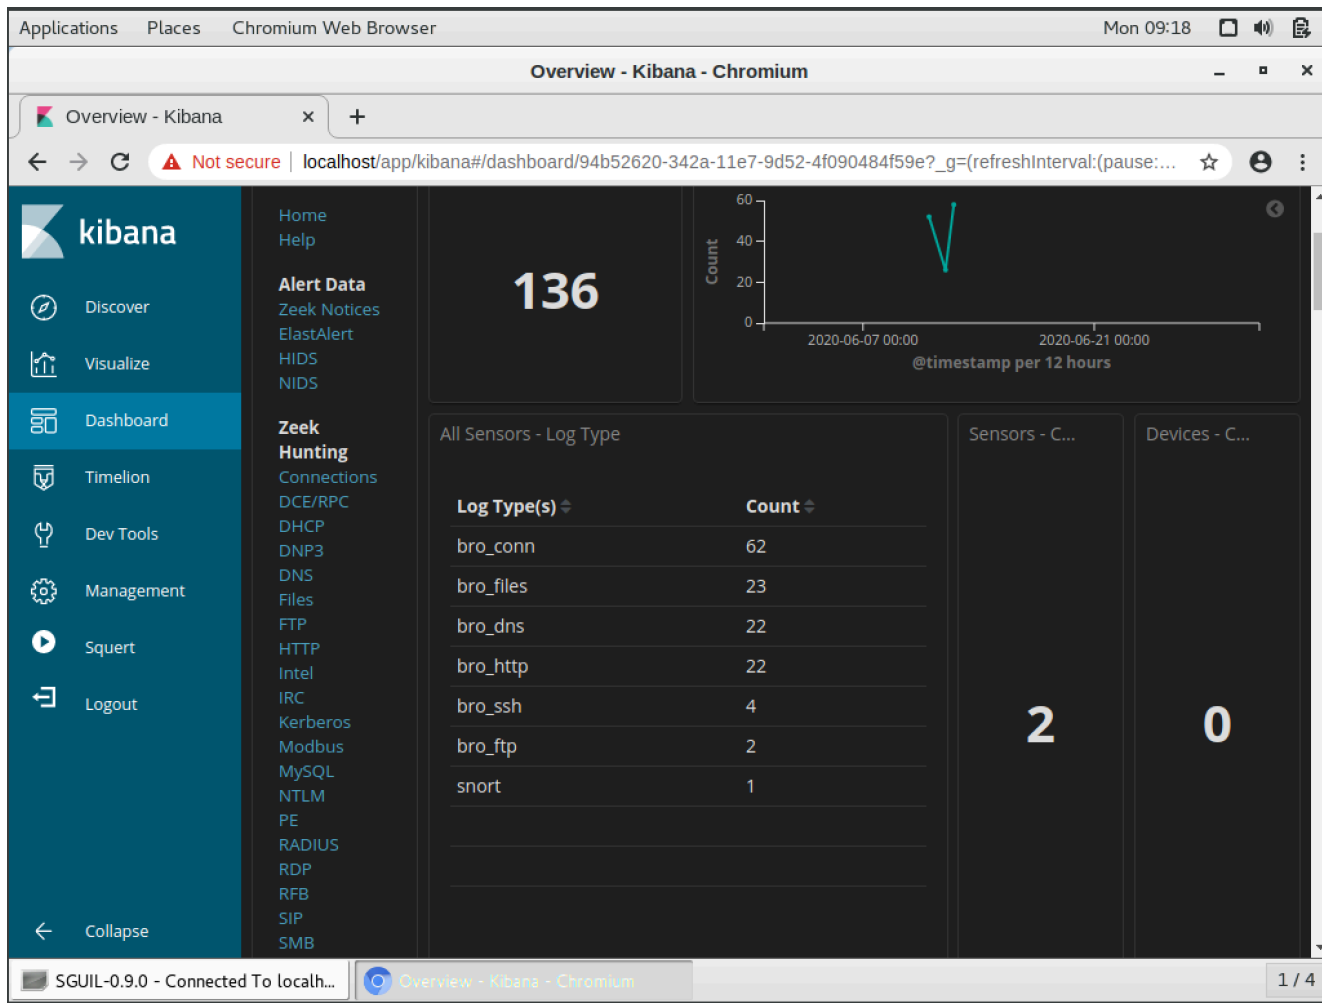 Applications Places Chromium Web Browser Mon 09:18
Overview - Kibana - Chromium
Overview - Kibana
Not secure localhost/app/kibana#/dashboard/94b52620-342a-11e7-9d52-4f090484f59e?_g=(refreshInterval:(pause:...
kibana
Discover
Visualize
Dashboard
Timelion
Dev Tools
Management
Squert
Logout
Collapse
Home
Help
Alert Data
Zeek Notices
ElastAlert
HIDS
NIDS
Zeek
Hunting
Connections
DCE/RPC
DHCP
DNP3
DNS
Files
FTP
HTTP
Intel
IRC
Kerberos
Modbus
MySQL
NTLM
PE
RADIUS
RDP
RFB
SIP
SMB
136
Count
60
40
20
0
2020-06-07 00:00 2020-06-21 00:00
@timestamp per 12 hours
All Sensors - Log Type
Log Type(s) Count
bro_conn 62
bro_files 23
bro_dns 22
bro_http 22
bro_ssh 4
bro_ftp 2
snort 1
Sensors - C...
2
Devices - C...
0
SGUIL-0.9.0 - Connected To localh... Overview - Kibana - Chromium 1 / 4